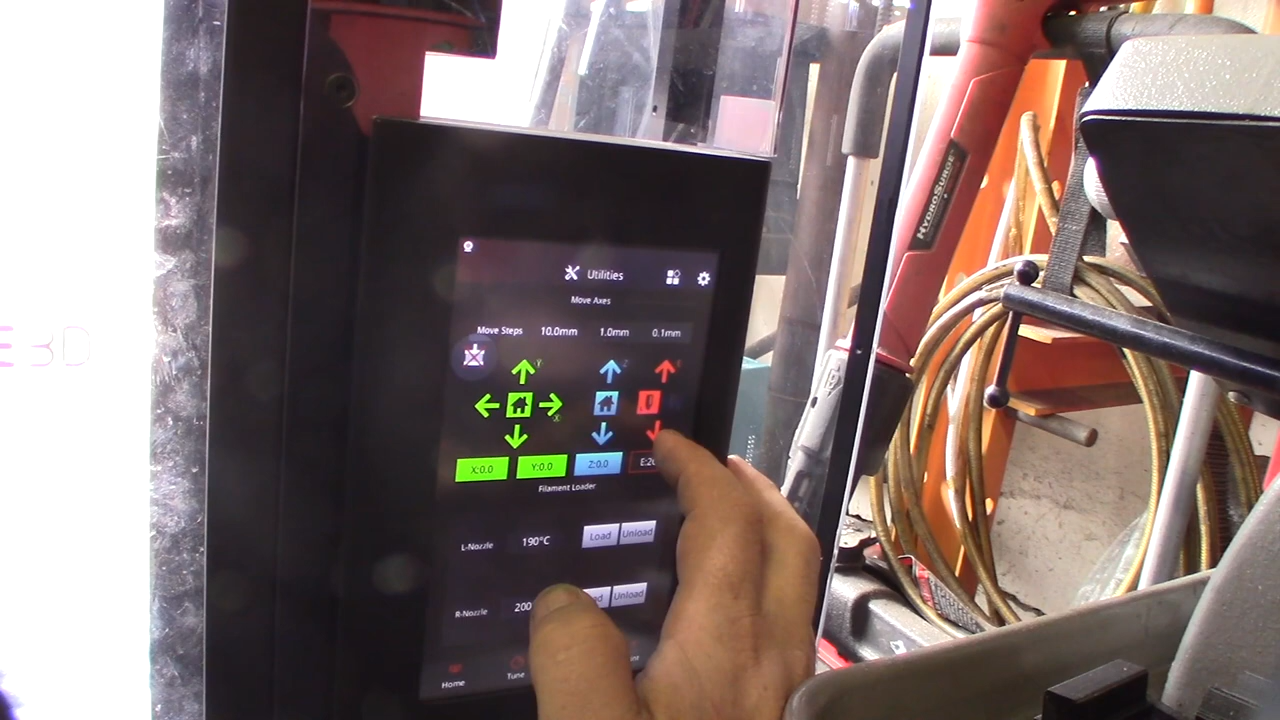 Utilities
Move Axes
Move Steps 10.0mm 1.0mm 0.1mm
Y
Z
X
X:0.0 Y:0.0 Z:0.0
Filament Loader
L-Nozzle 190°C Load Unload
R-Nozzle Unload
Home Tune
HYDROSURGE
3D